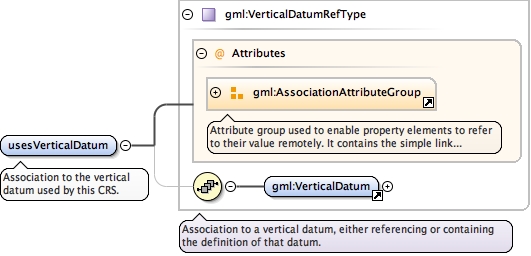 gml:VerticalDatumRefType
@ Attributes
gml:AssociationAttributeGroup
Attribute group used to enable property elements to refer
to their value remotely. It contains the simple link...
usesVerticalDatum
Association to the vertical
datum used by this CRS.
gml:VerticalDatum
Association to a vertical datum, either referencing or containing
the definition of that datum.